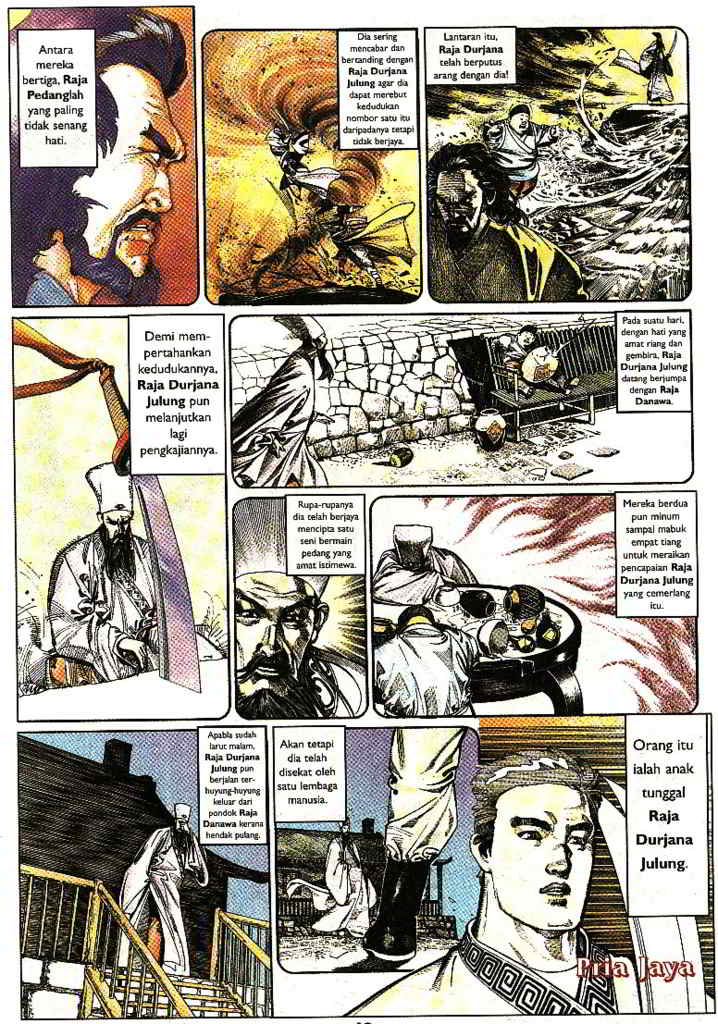 Antara
mereka
bertiga, Raja
Pedanglah
yang paling
tidak senang
hati.
Dia sering
mencabar dan
bertanding dengan
Raja Durjana
Julung agar dia
dapat merebut
kedudukan
nombor satu itu
daripadanya tetapi
tidak berjaya.
Lantaran itu,
Raja Durjana
telah berputus
arang dengan dia!
Demi mem-
pertahankan
kedudukannya,
Raja Durjana
Julung pun
melanjutkan
lagi
pengkajiannya.
Pada suatu hari,
dengan hati yang
amat riang dan
gembira, Raja
Durjana Julung
datang berjumpa
dengan Raja
Danawa.
Rupa-rupanya
dia telah berjaya
mencipta satu
seni bermain
pedang yang
amat istimewa.
Mereka berdua
pun minum
sampai mabuk
empat tiang
untuk meraikan
pencapaian Raja
Durjana Julung
yang cemerlang
itu.
Apabla sudah
larut malam,
Raja Durjana
Julung pun
berjalan ter-
huyung-huyung
keluar dari
pondok Raja
Danawa kerana
hendak pulang.
Akan tetapi
dia telah
disekat oleh
satu lembaga
manusia.
Orang itu
ialah anak
tunggal
Raja
Durjana
Julung.
Pria Jaya